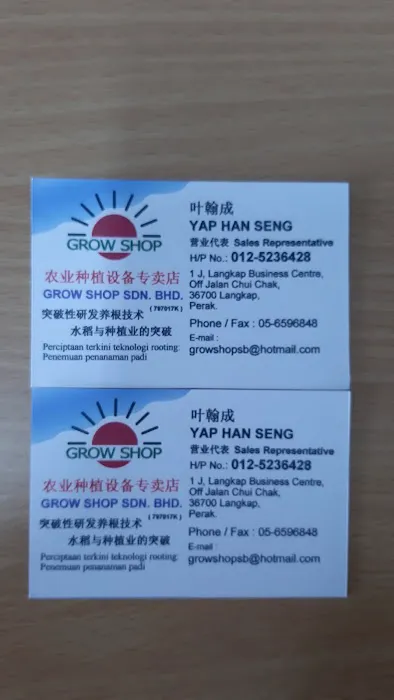 GROW SHOP
农业种植设备专卖店
GROW SHOP SDN. BHD.
(797917K)
突破性研发养根技术
水稻与种植业的突破
Perciptaan terkini teknologi rooting:
Penemuan penanaman padi
叶翰成
YAP HAN SENG
营业代表 Sales Representative
H/P No.: 012-5236428
1 J, Langkap Business Centre,
Off Jalan Chui Chak,
36700 Langkap,
Perak.
Phone / Fax : 05-6596848
E-mail :
growshopsb@hotmail.com
GROW SHOP
农业种植设备专卖店
GROW SHOP SDN. BHD.
(797917K)
突破性研发养根技术
水稻与种植业的突破
Perciptaan terkini teknologi rooting:
Penemuan penanaman padi
叶翰成
YAP HAN SENG
营业代表 Sales Representative
H/P No.: 012-5236428
1 J, Langkap Business Centre,
Off Jalan Chui Chak,
36700 Langkap,
Perak.
Phone / Fax : 05-6596848
E-mail :
growshopsb@hotmail.com